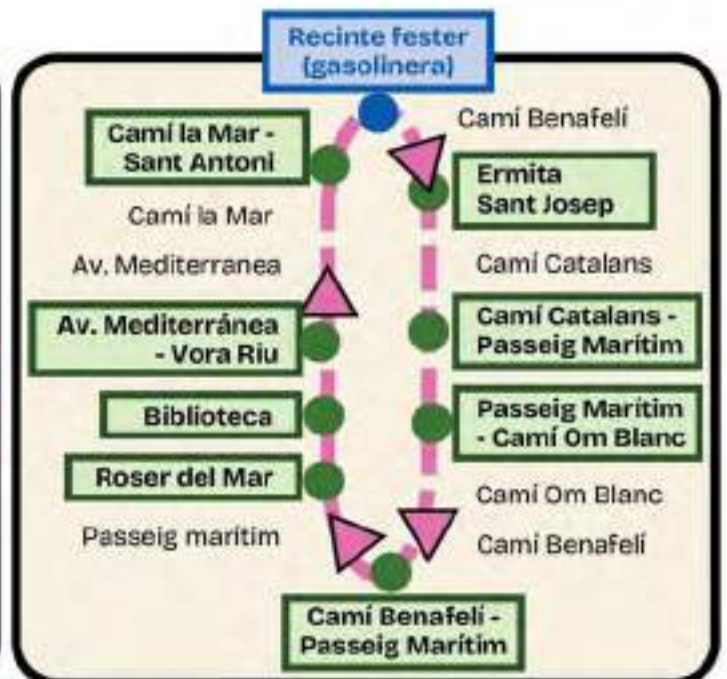 Recinte fester
(gasolinera)
Camí Benafelí
Camí la Mar -
Sant Antoni
Ermita
Sant Josep
Camí la Mar
Av. Mediterranea
Camí Catalans
Av. Mediterránea
- Vora Riu
Camí Catalans -
Passeig Marítim
Biblioteca
Passeig Marítim
- Camí Om Blanc
Roser del Mar
Camí Om Blanc
Passeig marítim
Camí Benafelí
Camí Benafelí -
Passeig Marítim